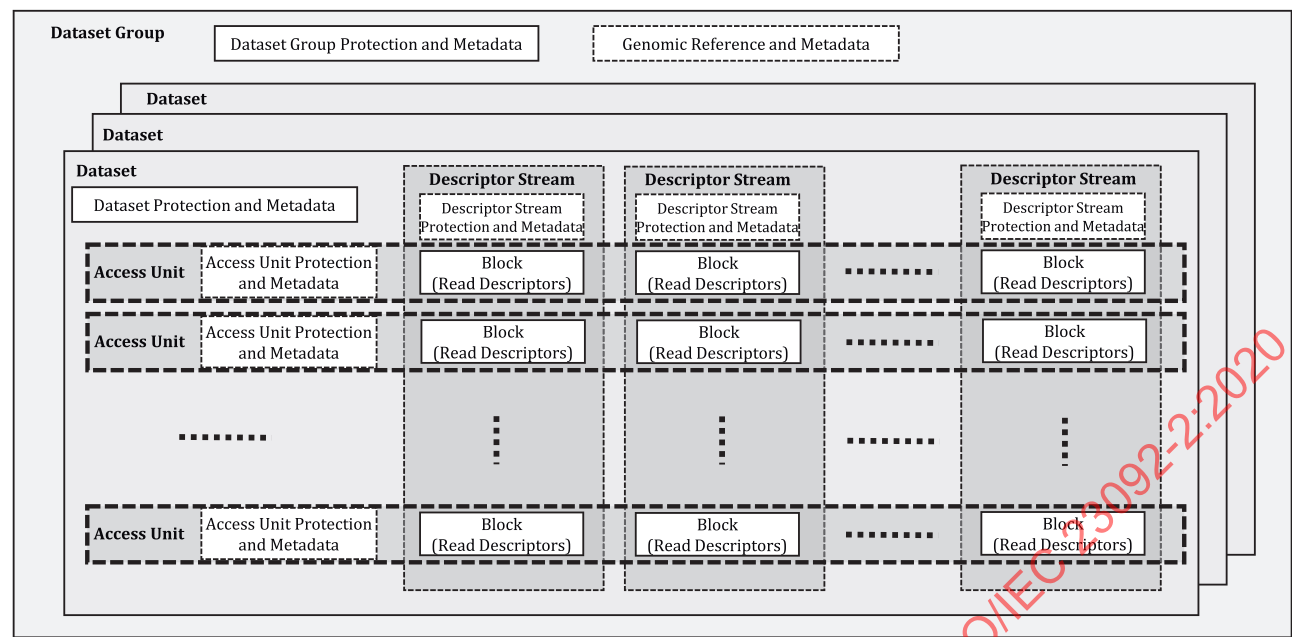 Dataset Group
Dataset Group Protection and Metadata
Genomic Reference and Metadata
Dataset
Dataset
Dataset
Dataset Protection and Metadata
Descriptor Stream
Descriptor Stream
Descriptor Stream
Descriptor Stream
Protection and Metadata
Descriptor Stream
Protection and Metadata
Descriptor Stream
Protection and Metadata
Access Unit
Access Unit Protection
and Metadata
Block
(Read Descriptors)
Block
(Read Descriptors)
Block
(Read Descriptors)
Access Unit
Access Unit Protection
and Metadata
Block
(Read Descriptors)
Block
(Read Descriptors)
Block
(Read Descriptors)
Access Unit
Access Unit Protection
and Metadata
Block
(Read Descriptors)
Block
(Read Descriptors)
Block
(Read Descriptors)
O/IEC 23092-2:2020